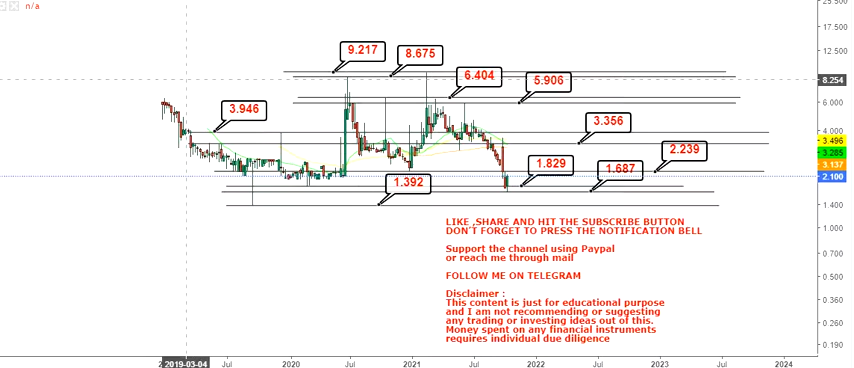 n/a
25.500
17.500
12.500
9.217
8.675
8.254
6.404
5.906
6.000
3.946
4.000
3.356
3.496
3.285
2.239
3.137
1.829
1.687
2.100
1.392
1.400
LIKE ,SHARE AND HIT THE SUBSCRIBE BUTTON
DON'T FORGET TO PRESS THE NOTIFICATION BELL
1.000
Support the channel using Paypal
or reach me through mail
0.700
FOLLOW ME ON TELEGRAM
0.500
Disclaimer :
This content is just for educational purpose
0.360
and I am not recommending or suggesting
any trading or investing ideas out of this.
0.260
Money spent on any financial instruments
requires individual due diligence
0.190
2019-03-04 Jul 2020 Jul 2021 Jul 2022 Jul 2023 Jul 2024